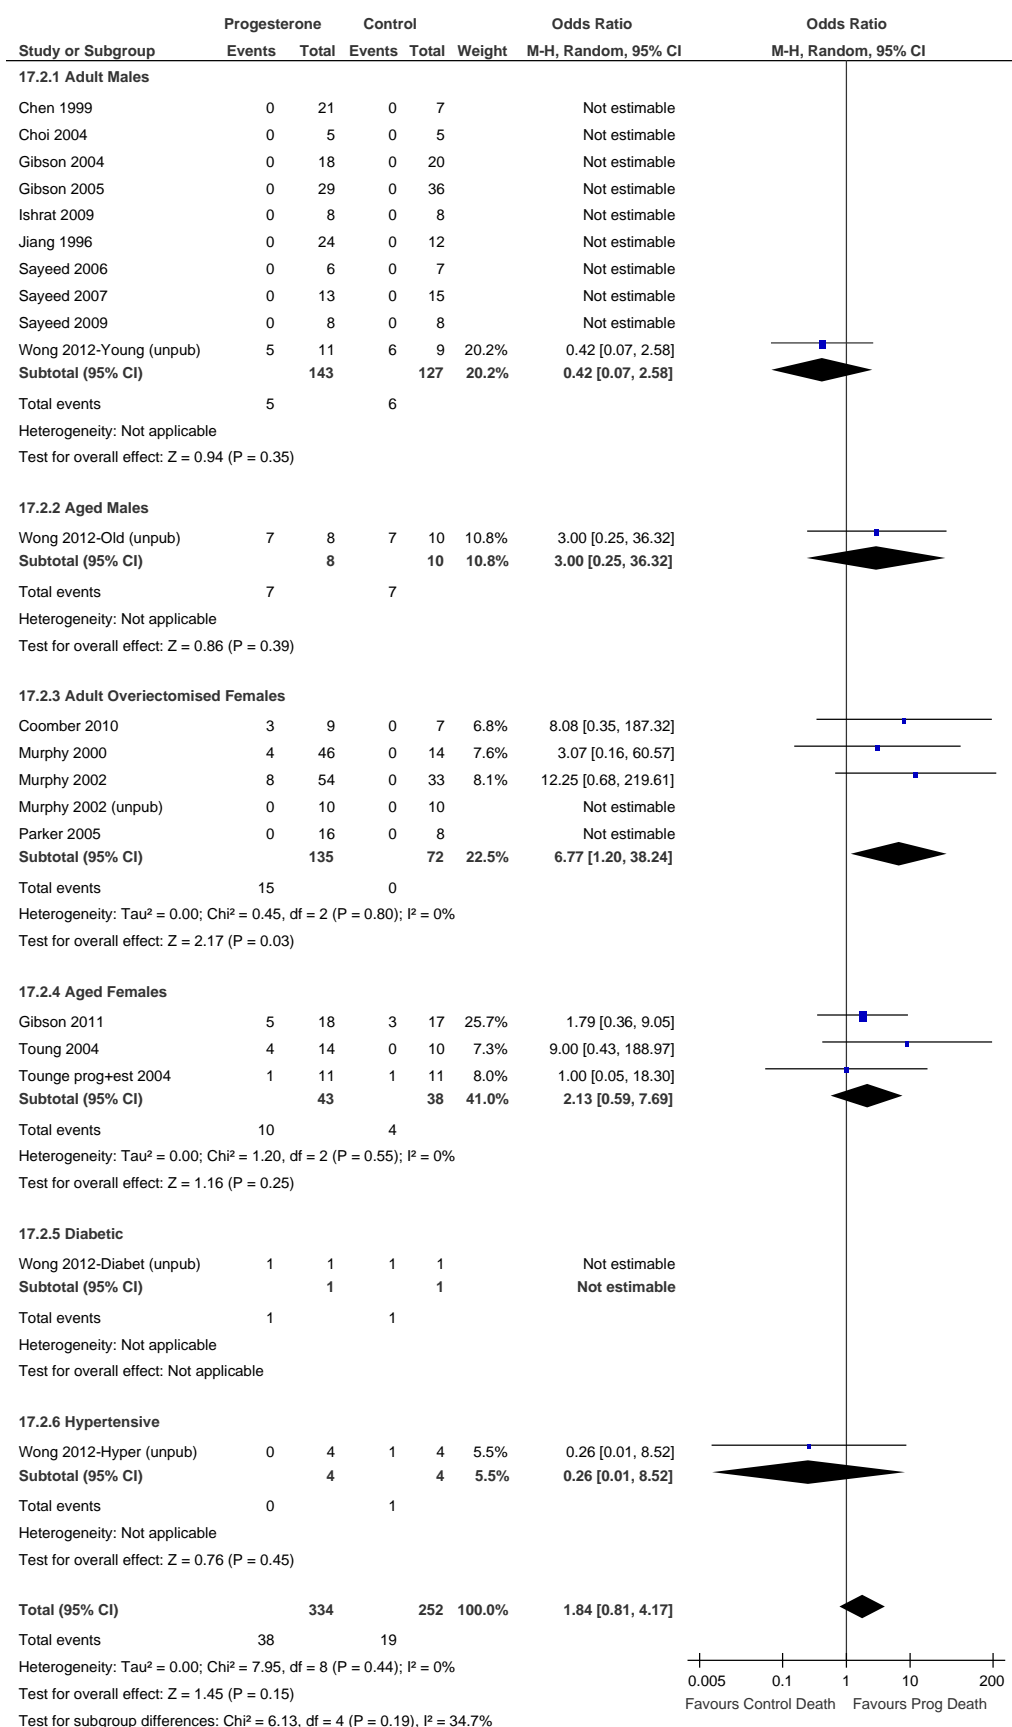 Progesterone Control Odds Ratio Odds Ratio
Study or Subgroup Events Total Events Total Weight M-H, Random, 95% CI M-H, Random, 95% CI
17.2.1 Adult Males
Chen 1999 0 21 0 7 Not estimable
Choi 2004 0 5 0 5 Not estimable
Gibson 2004 0 18 0 20 Not estimable
Gibson 2005 0 29 0 36 Not estimable
Ishrat 2009 0 8 0 8 Not estimable
Jiang 1996 0 24 0 12 Not estimable
Sayeed 2006 0 6 0 7 Not estimable
Sayeed 2007 0 13 0 15 Not estimable
Sayeed 2009 0 8 0 8 Not estimable
Wong 2012-Young (unpub) 5 11 6 9 20.2% 0.42 [0.07, 2.58]
Subtotal (95% CI) 143 127 20.2% 0.42 [0.07, 2.58]
Total events 5 6
Heterogeneity: Not applicable
Test for overall effect: Z = 0.94 (P = 0.35)
17.2.2 Aged Males
Wong 2012-Old (unpub) 7 8 7 10 10.8% 3.00 [0.25, 36.32]
Subtotal (95% CI) 8 10 10.8% 3.00 [0.25, 36.32]
Total events 7 7
Heterogeneity: Not applicable
Test for overall effect: Z = 0.86 (P = 0.39)
17.2.3 Adult Overiectomised Females
Coomber 2010 3 9 0 7 6.8% 8.08 [0.35, 187.32]
Murphy 2000 4 46 0 14 7.6% 3.07 [0.16, 60.57]
Murphy 2002 8 54 0 33 8.1% 12.25 [0.68, 219.61]
Murphy 2002 (unpub) 0 10 0 10 Not estimable
Parker 2005 0 16 0 8 Not estimable
Subtotal (95% CI) 135 72 22.5% 6.77 [1.20, 38.24]
Total events 15 0
Heterogeneity: Tau² = 0.00; Chi² = 0.45, df = 2 (P = 0.80); I² = 0%
Test for overall effect: Z = 2.17 (P = 0.03)
17.2.4 Aged Females
Gibson 2011 5 18 3 17 25.7% 1.79 [0.36, 9.05]
Toung 2004 4 14 0 10 7.3% 9.00 [0.43, 188.97]
Tounge prog+est 2004 1 11 1 11 8.0% 1.00 [0.05, 18.30]
Subtotal (95% CI) 43 38 41.0% 2.13 [0.59, 7.69]
Total events 10 4
Heterogeneity: Tau² = 0.00; Chi² = 1.20, df = 2 (P = 0.55); I² = 0%
Test for overall effect: Z = 1.16 (P = 0.25)
17.2.5 Diabetic
Wong 2012-Diabet (unpub) 1 1 1 1 Not estimable
Subtotal (95% CI) 1 1 Not estimable
Total events 1 1
Heterogeneity: Not applicable
Test for overall effect: Not applicable
17.2.6 Hypertensive
Wong 2012-Hyper (unpub) 0 4 1 4 5.5% 0.26 [0.01, 8.52]
Subtotal (95% CI) 4 4 5.5% 0.26 [0.01, 8.52]
Total events 0 1
Heterogeneity: Not applicable
Test for overall effect: Z = 0.76 (P = 0.45)
Total (95% CI) 334 252 100.0% 1.84 [0.81, 4.17]
Total events 38 19
Heterogeneity: Tau² = 0.00; Chi² = 7.95, df = 8 (P = 0.44); I² = 0%
Test for overall effect: Z = 1.45 (P = 0.15)
Test for subgroup differences: Chi² = 6.13, df = 4 (P = 0.19), I² = 34.7%
0.005 0.1 1 10 200
Favours Control Death Favours Prog Death